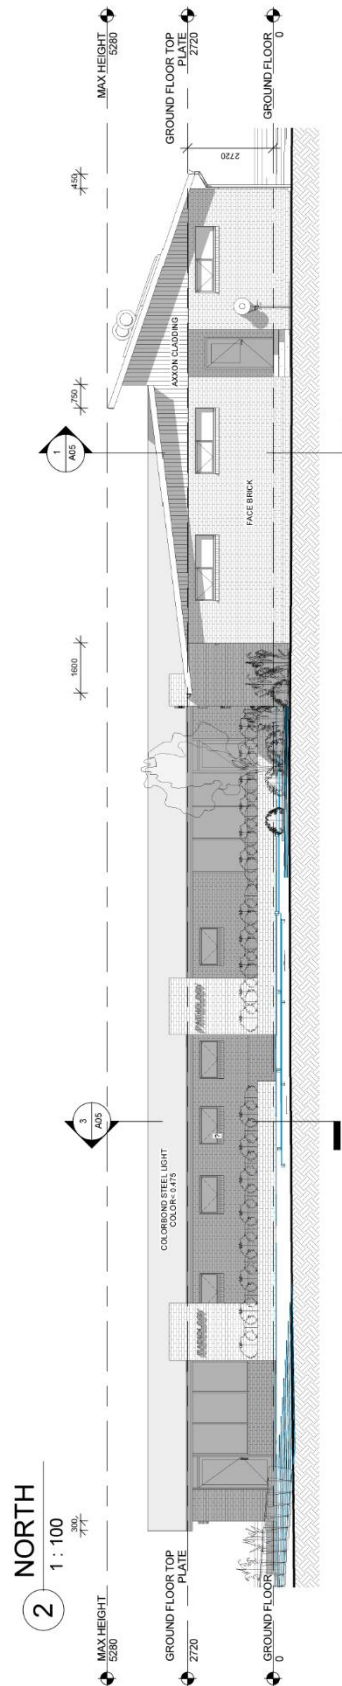 2
NORTH
1 : 100
MAX HEIGHT
5280
GROUND FLOOR TOP
PLATE
2720
GROUND FLOOR
0
300
3
A05
1600
1
A05
750
450
COLORBOND STEEL LIGHT
COLOR< 0.475
RADIOLOGY
PATHOLOGY
AXXON CLADDING
FACE BRICK
2720
MAX HEIGHT
5280
GROUND FLOOR TOP
PLATE
2720
GROUND FLOOR
0